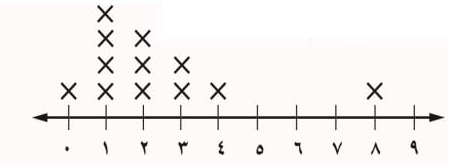 ٠ ١ ٢ ٣ ٤ ٥ ٦ ٧ ٨ ٩